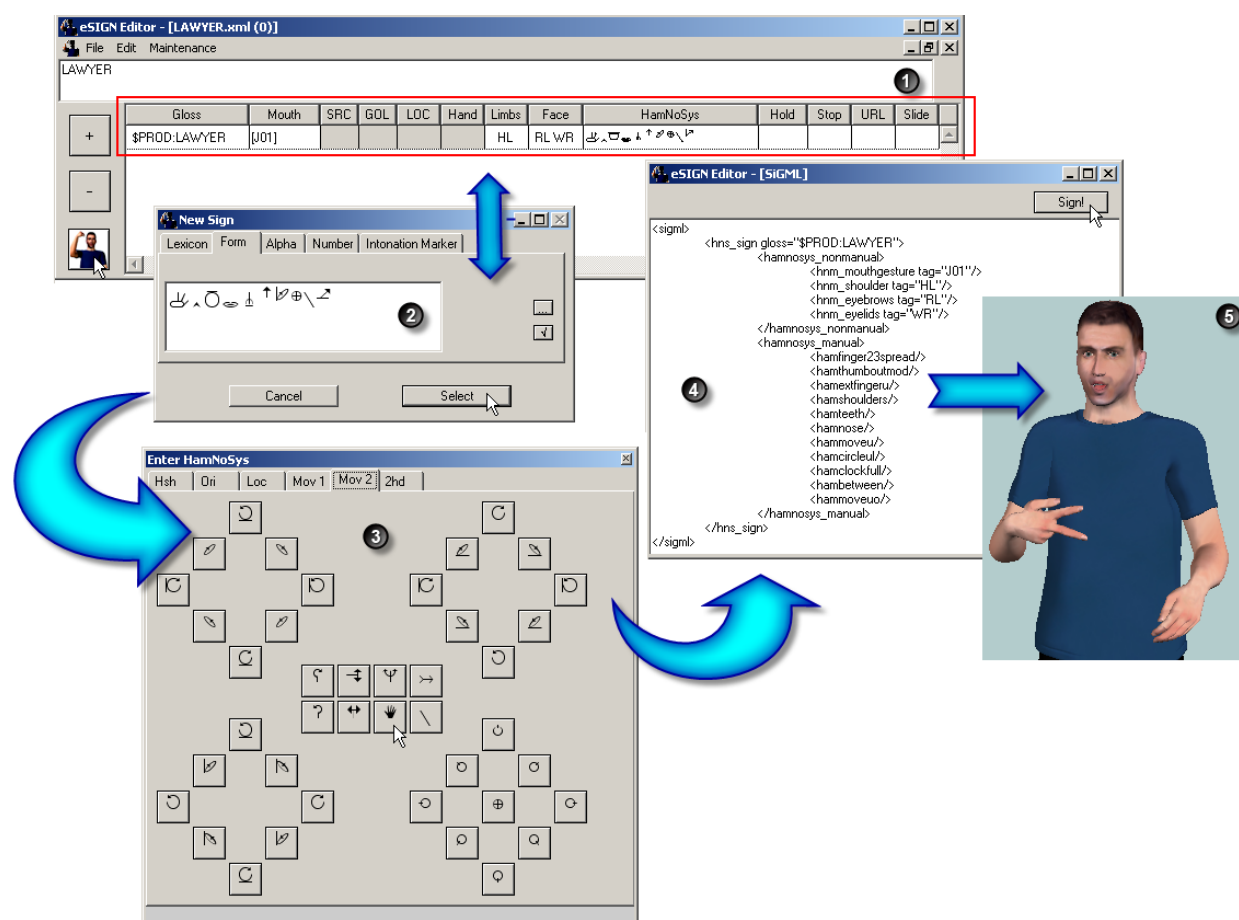 eSIGN Editor - [LAWYER.xml (0)]
File Edit Maintenance
LAWYER
1
Gloss Mouth SRC GOL LOC Hand Limbs Face HamNoSys Hold Stop URL Slide
+ $PROD:LAWYER [J01] HL RL WR
-
New Sign
Lexicon Form Alpha Number Intonation Marker
2
...
√
Cancel Select
Enter HamNoSys
Hsh Ori Loc Mov 1 Mov 2 2hd
3
eSIGN Editor - [SiGML]
Sign!
<sigml>
<hns_sign gloss="$PROD:LAWYER">
<hamnosys_nonmanual>
<hnm_mouthgesture tag="J01"/>
<hnm_shoulder tag="HL"/>
<hnm_eyebrows tag="RL"/>
<hnm_eyelids tag="WR"/>
</hamnosys_nonmanual>
<hamnosys_manual>
<hamfinger23spread/>
<hamthumboutmod/>
<hamextfingeru/>
<hamshoulders/>
<hamteeth/>
<hamnose/>
<hammoveu/>
<hamcircleul/>
<hamclockfull/>
<hambetween/>
<hammoveuo/>
</hamnosys_manual>
</hns_sign>
</sigml>
4
5